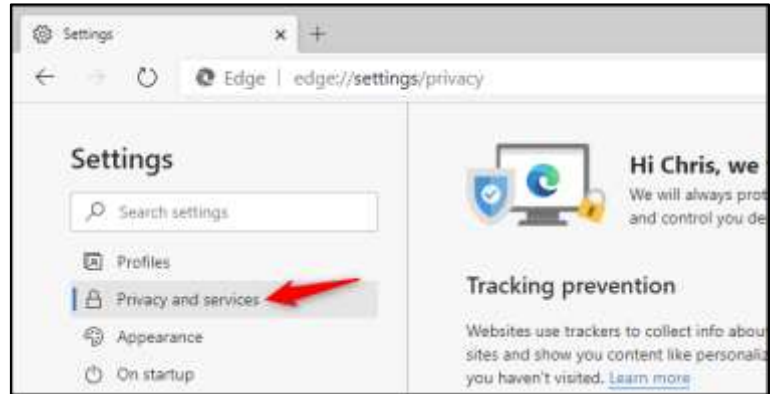 Settings
Edge | edge://settings/privacy
Settings
Search settings
Profiles
Privacy and services
Appearance
On startup
Hi Chris, we
We will always prot
and control you de
Tracking prevention
Websites use trackers to collect info abou
sites and show you content like personaliz
you haven't visited. Learn more